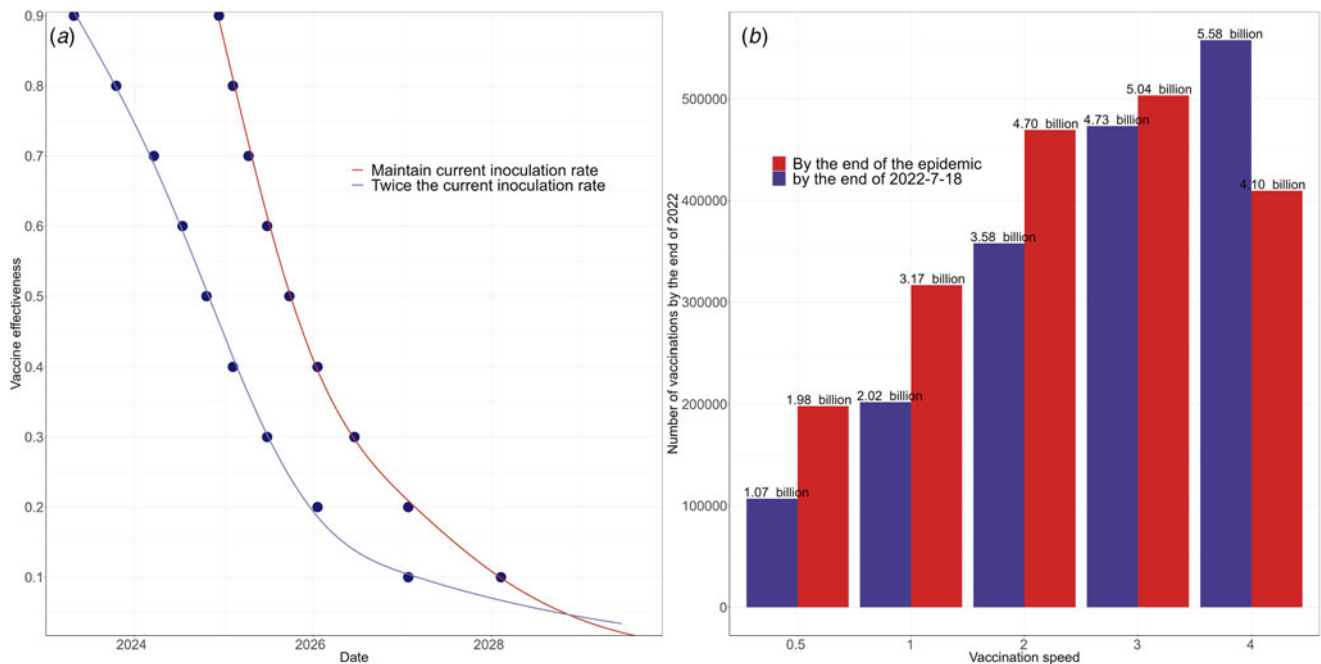 (a)
Vaccine effectiveness
0.9
0.8
0.7
0.6
0.5
0.4
0.3
0.2
0.1
Maintain current inoculation rate
Twice the current inoculation rate
2024
2026
2028
Date
(b)
Number of vaccinations by the end of 2022
500000
400000
300000
200000
100000
0
By the end of the epidemic
by the end of 2022-7-18
1.07 billion
1.98 billion
2.02 billion
3.17 billion
3.58 billion
4.70 billion
4.73 billion
5.04 billion
5.58 billion
4.10 billion
0.5
1
2
3
4
Vaccination speed